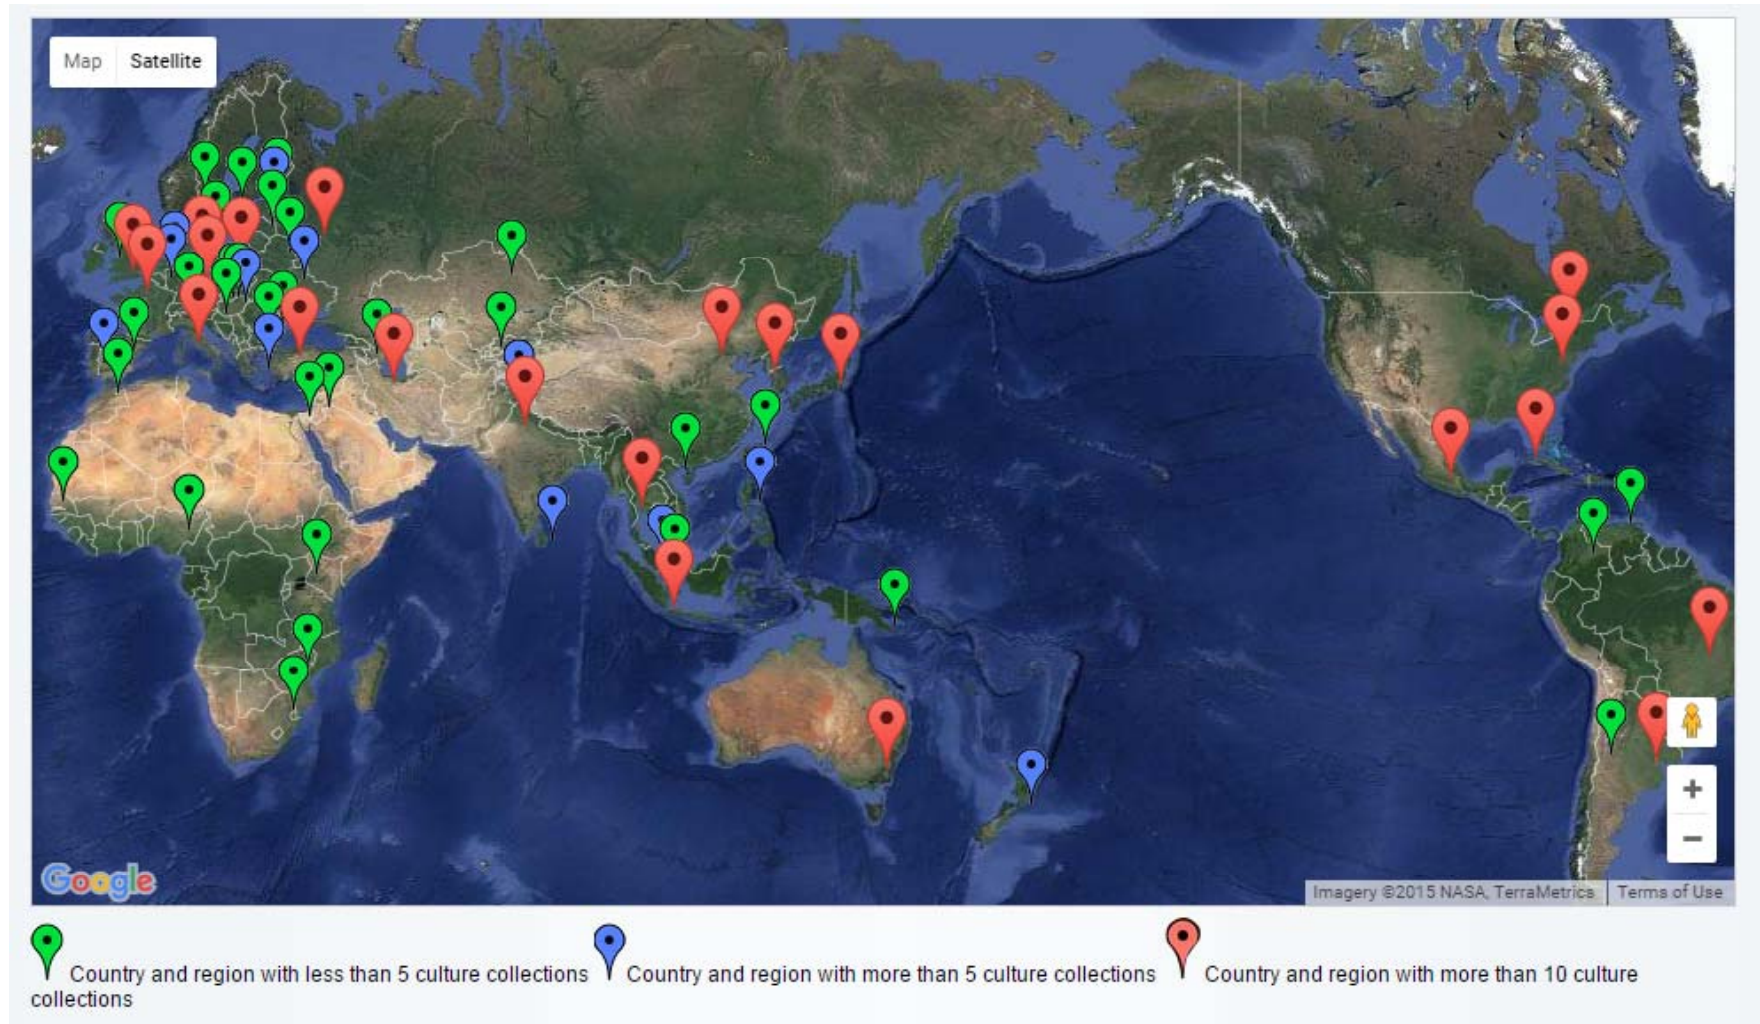 Map Satellite
Google
Imagery ©2015 NASA, TerraMetrics Terms of Use
Country and region with less than 5 culture collections Country and region with more than 5 culture collections Country and region with more than 10 culture
collections